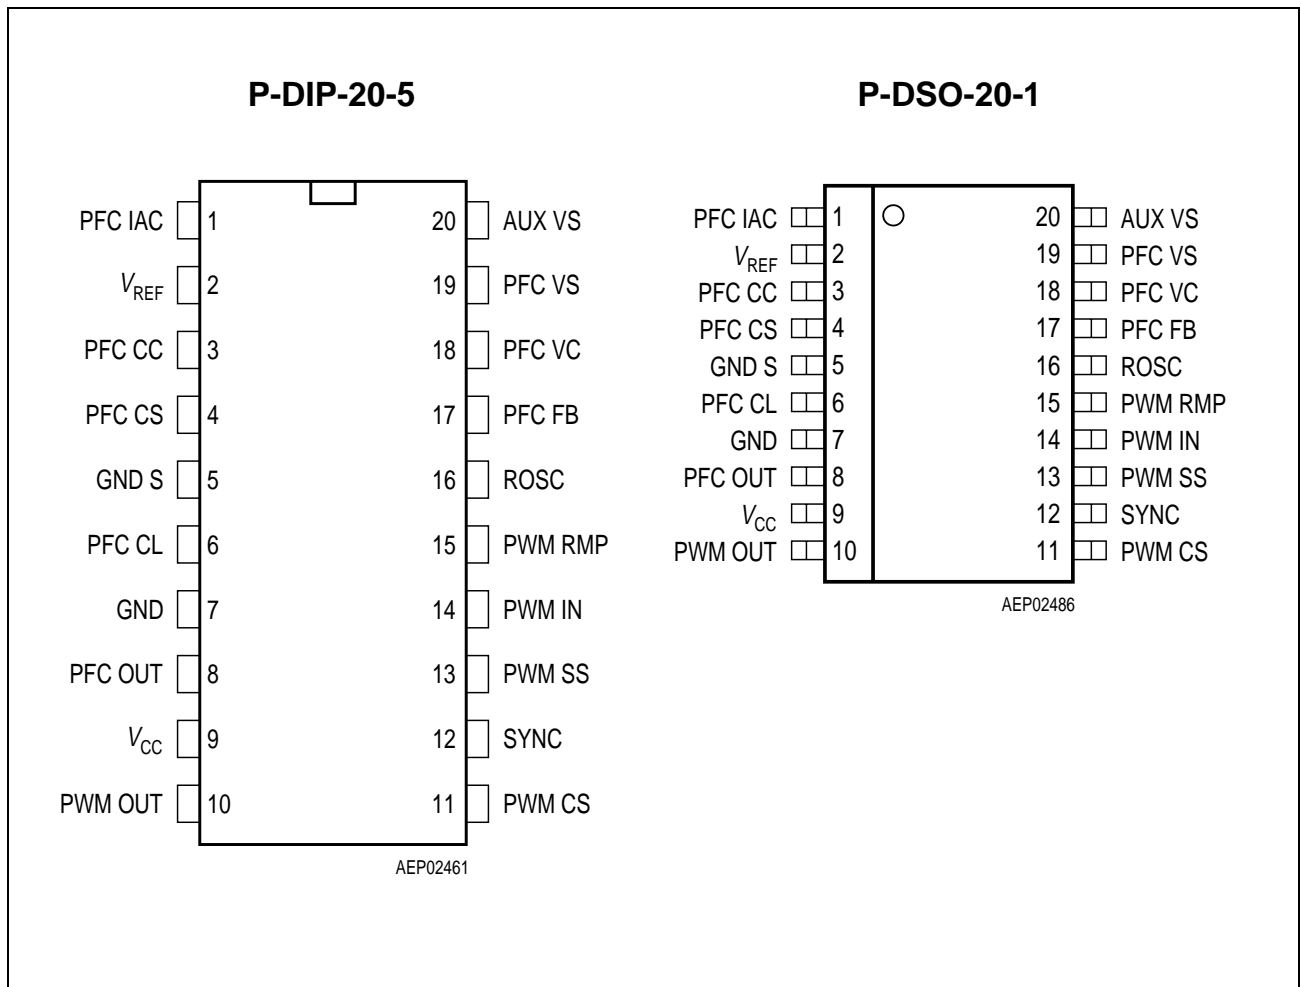 P-DIP-20-5
PFC IAC 1 20 AUX VS
VREF 2 19 PFC VS
PFC CC 3 18 PFC VC
PFC CS 4 17 PFC FB
GND S 5 16 ROSC
PFC CL 6 15 PWM RMP
GND 7 14 PWM IN
PFC OUT 8 13 PWM SS
VCC 9 12 SYNC
PWM OUT 10 11 PWM CS
AEP02461
P-DSO-20-1
PFC IAC 1 20 AUX VS
VREF 2 19 PFC VS
PFC CC 3 18 PFC VC
PFC CS 4 17 PFC FB
GND S 5 16 ROSC
PFC CL 6 15 PWM RMP
GND 7 14 PWM IN
PFC OUT 8 13 PWM SS
VCC 9 12 SYNC
PWM OUT 10 11 PWM CS
AEP02486